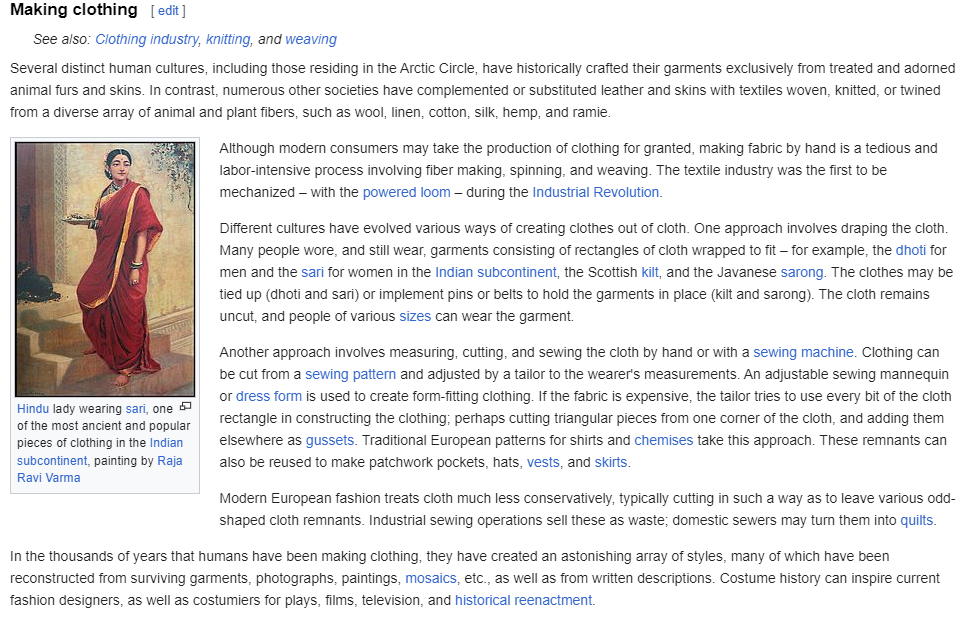 Making clothing [ edit ]
See also: Clothing industry, knitting, and weaving
Several distinct human cultures, including those residing in the Arctic Circle, have historically crafted their garments exclusively from treated and adorned
animal furs and skins. In contrast, numerous other societies have complemented or substituted leather and skins with textiles woven, knitted, or twined
from a diverse array of animal and plant fibers, such as wool, linen, cotton, silk, hemp, and ramie.
Hindu lady wearing sari, one
of the most ancient and popular
pieces of clothing in the Indian
subcontinent, painting by Raja
Ravi Varma
Although modern consumers may take the production of clothing for granted, making fabric by hand is a tedious and
labor-intensive process involving fiber making, spinning, and weaving. The textile industry was the first to be
mechanized – with the powered loom – during the Industrial Revolution.
Different cultures have evolved various ways of creating clothes out of cloth. One approach involves draping the cloth.
Many people wore, and still wear, garments consisting of rectangles of cloth wrapped to fit – for example, the dhoti for
men and the sari for women in the Indian subcontinent, the Scottish kilt, and the Javanese sarong. The clothes may be
tied up (dhoti and sari) or implement pins or belts to hold the garments in place (kilt and sarong). The cloth remains
uncut, and people of various sizes can wear the garment.
Another approach involves measuring, cutting, and sewing the cloth by hand or with a sewing machine. Clothing can
be cut from a sewing pattern and adjusted by a tailor to the wearer's measurements. An adjustable sewing mannequin
or dress form is used to create form-fitting clothing. If the fabric is expensive, the tailor tries to use every bit of the cloth
rectangle in constructing the clothing; perhaps cutting triangular pieces from one corner of the cloth, and adding them
elsewhere as gussets. Traditional European patterns for shirts and chemises take this approach. These remnants can
also be reused to make patchwork pockets, hats, vests, and skirts.
Modern European fashion treats cloth much less conservatively, typically cutting in such a way as to leave various odd-
shaped cloth remnants. Industrial sewing operations sell these as waste; domestic sewers may turn them into quilts.
In the thousands of years that humans have been making clothing, they have created an astonishing array of styles, many of which have been
reconstructed from surviving garments, photographs, paintings, mosaics, etc., as well as from written descriptions. Costume history can inspire current
fashion designers, as well as costumiers for plays, films, television, and historical reenactment.